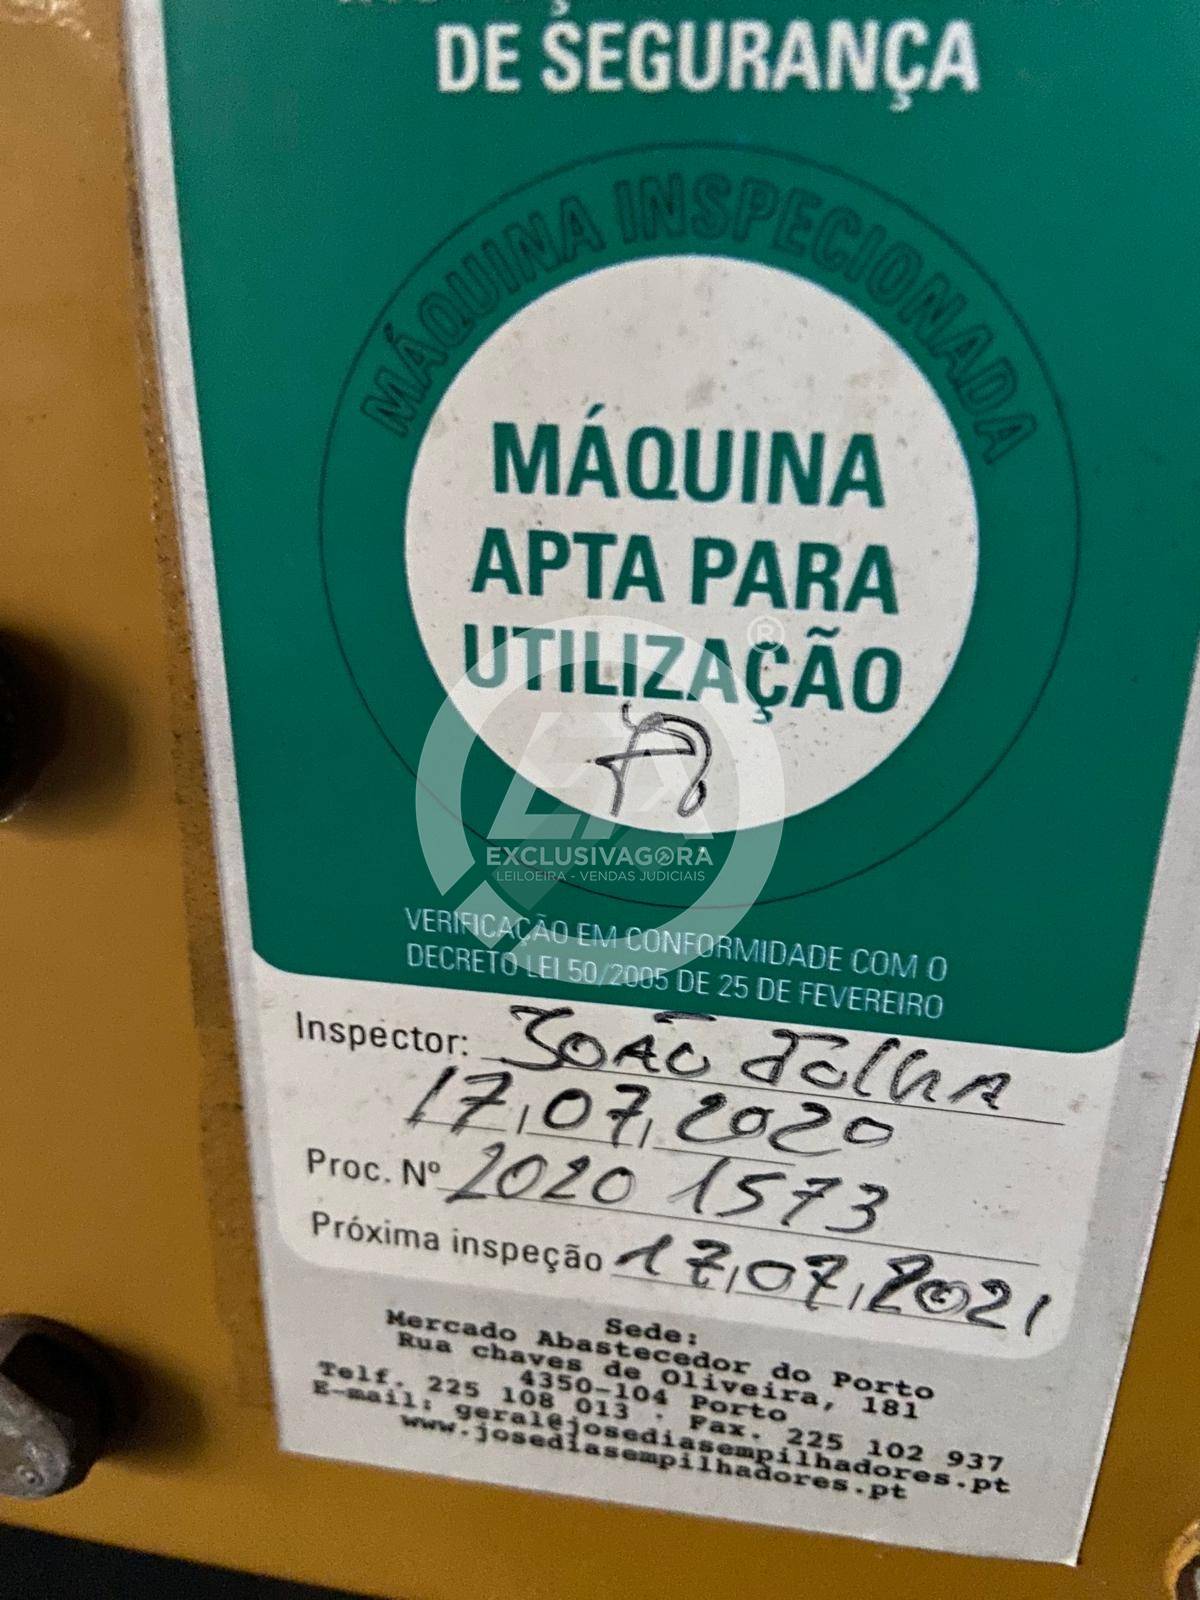 DE SEGURANÇA
MÁQUINA INSPECIONADA
MÁQUINA
APTA PARA
UTILIZAÇÃO
®
EXCLUSIVAGORA
LEILOEIRA - VENDAS JUDICIAIS
VERIFICAÇÃO EM CONFORMIDADE COM O
DECRETO LEI 50/2005 DE 25 DE FEVEREIRO
Inspector: JOÃO FOLHA
17,07,2020
Proc. Nº 2020 1573
Próxima inspeção 17,07,2021
Sede:
Mercado Abastecedor do Porto
Rua chaves de Oliveira, 181
4350-104 Porto
Telf. 225 108 013 · Fax. 225 102 937
E-mail: geral@josediasempilhadores.pt
www.josediasempilhadores.pt